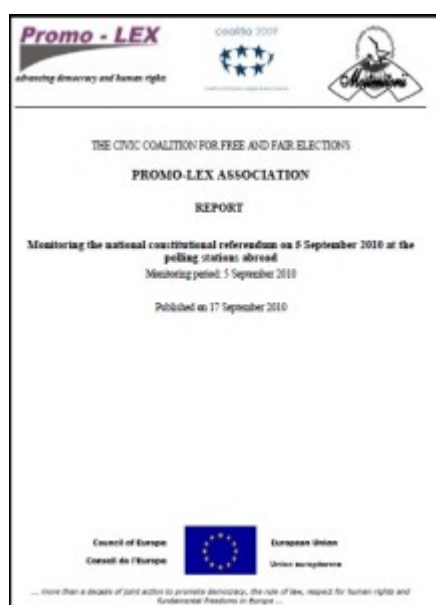 Promo - LEX
advancing democracy and human rights
coaliția 2009
THE CIVIC COALITION FOR FREE AND FAIR ELECTIONS
PROMO-LEX ASSOCIATION
REPORT
Monitoring the national constitutional referendum on 5 September 2010 at the
polling stations abroad
Monitoring period: 5 September 2010
Published on 17 September 2010
Council of Europe
Conseil de l'Europe
European Union
Union européenne
... more than a decade of joint action to promote democracy, the rule of law, respect for human rights and
fundamental freedoms in Europe ...